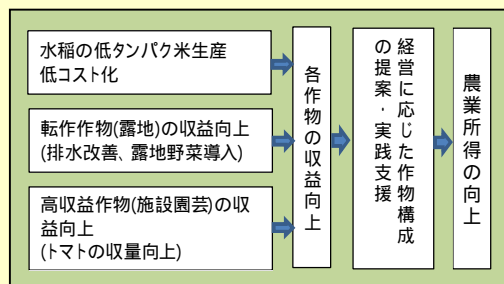 水稲の低タンパク米生産
低コスト化
転作作物(露地)の収益向上
(排水改善、露地野菜導入)
高収益作物(施設園芸)の収
益向上
(トマトの収量向上)
各作物の収益向上
経営に応じた作物構成
の提案・実践支援
農業所得の向上